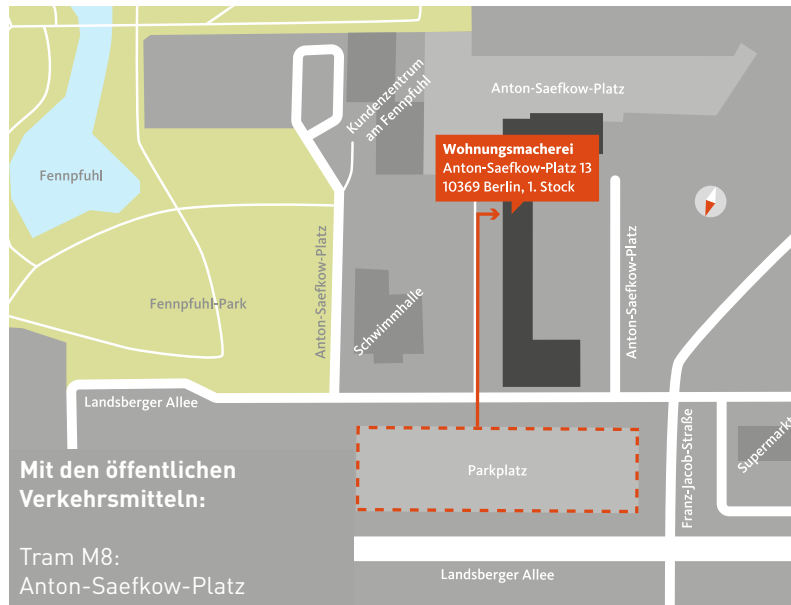 Anton-Saefkow-Platz
Kundenzentrum
am Fennpfuhl
Wohnungsmacherei
Anton-Saefkow-Platz 13
10369 Berlin, 1. Stock
Fennpfuhl
Anton-Saefkow-Platz
Anton-Saefkow-Platz
Fennpfuhl-Park
Schwimmhalle
Landsberger Allee
Franz-Jacob-Straße
Supermarkt
Parkplatz
Mit den öffentlichen
Verkehrsmitteln:
Tram M8:
Anton-Saefkow-Platz
Landsberger Allee